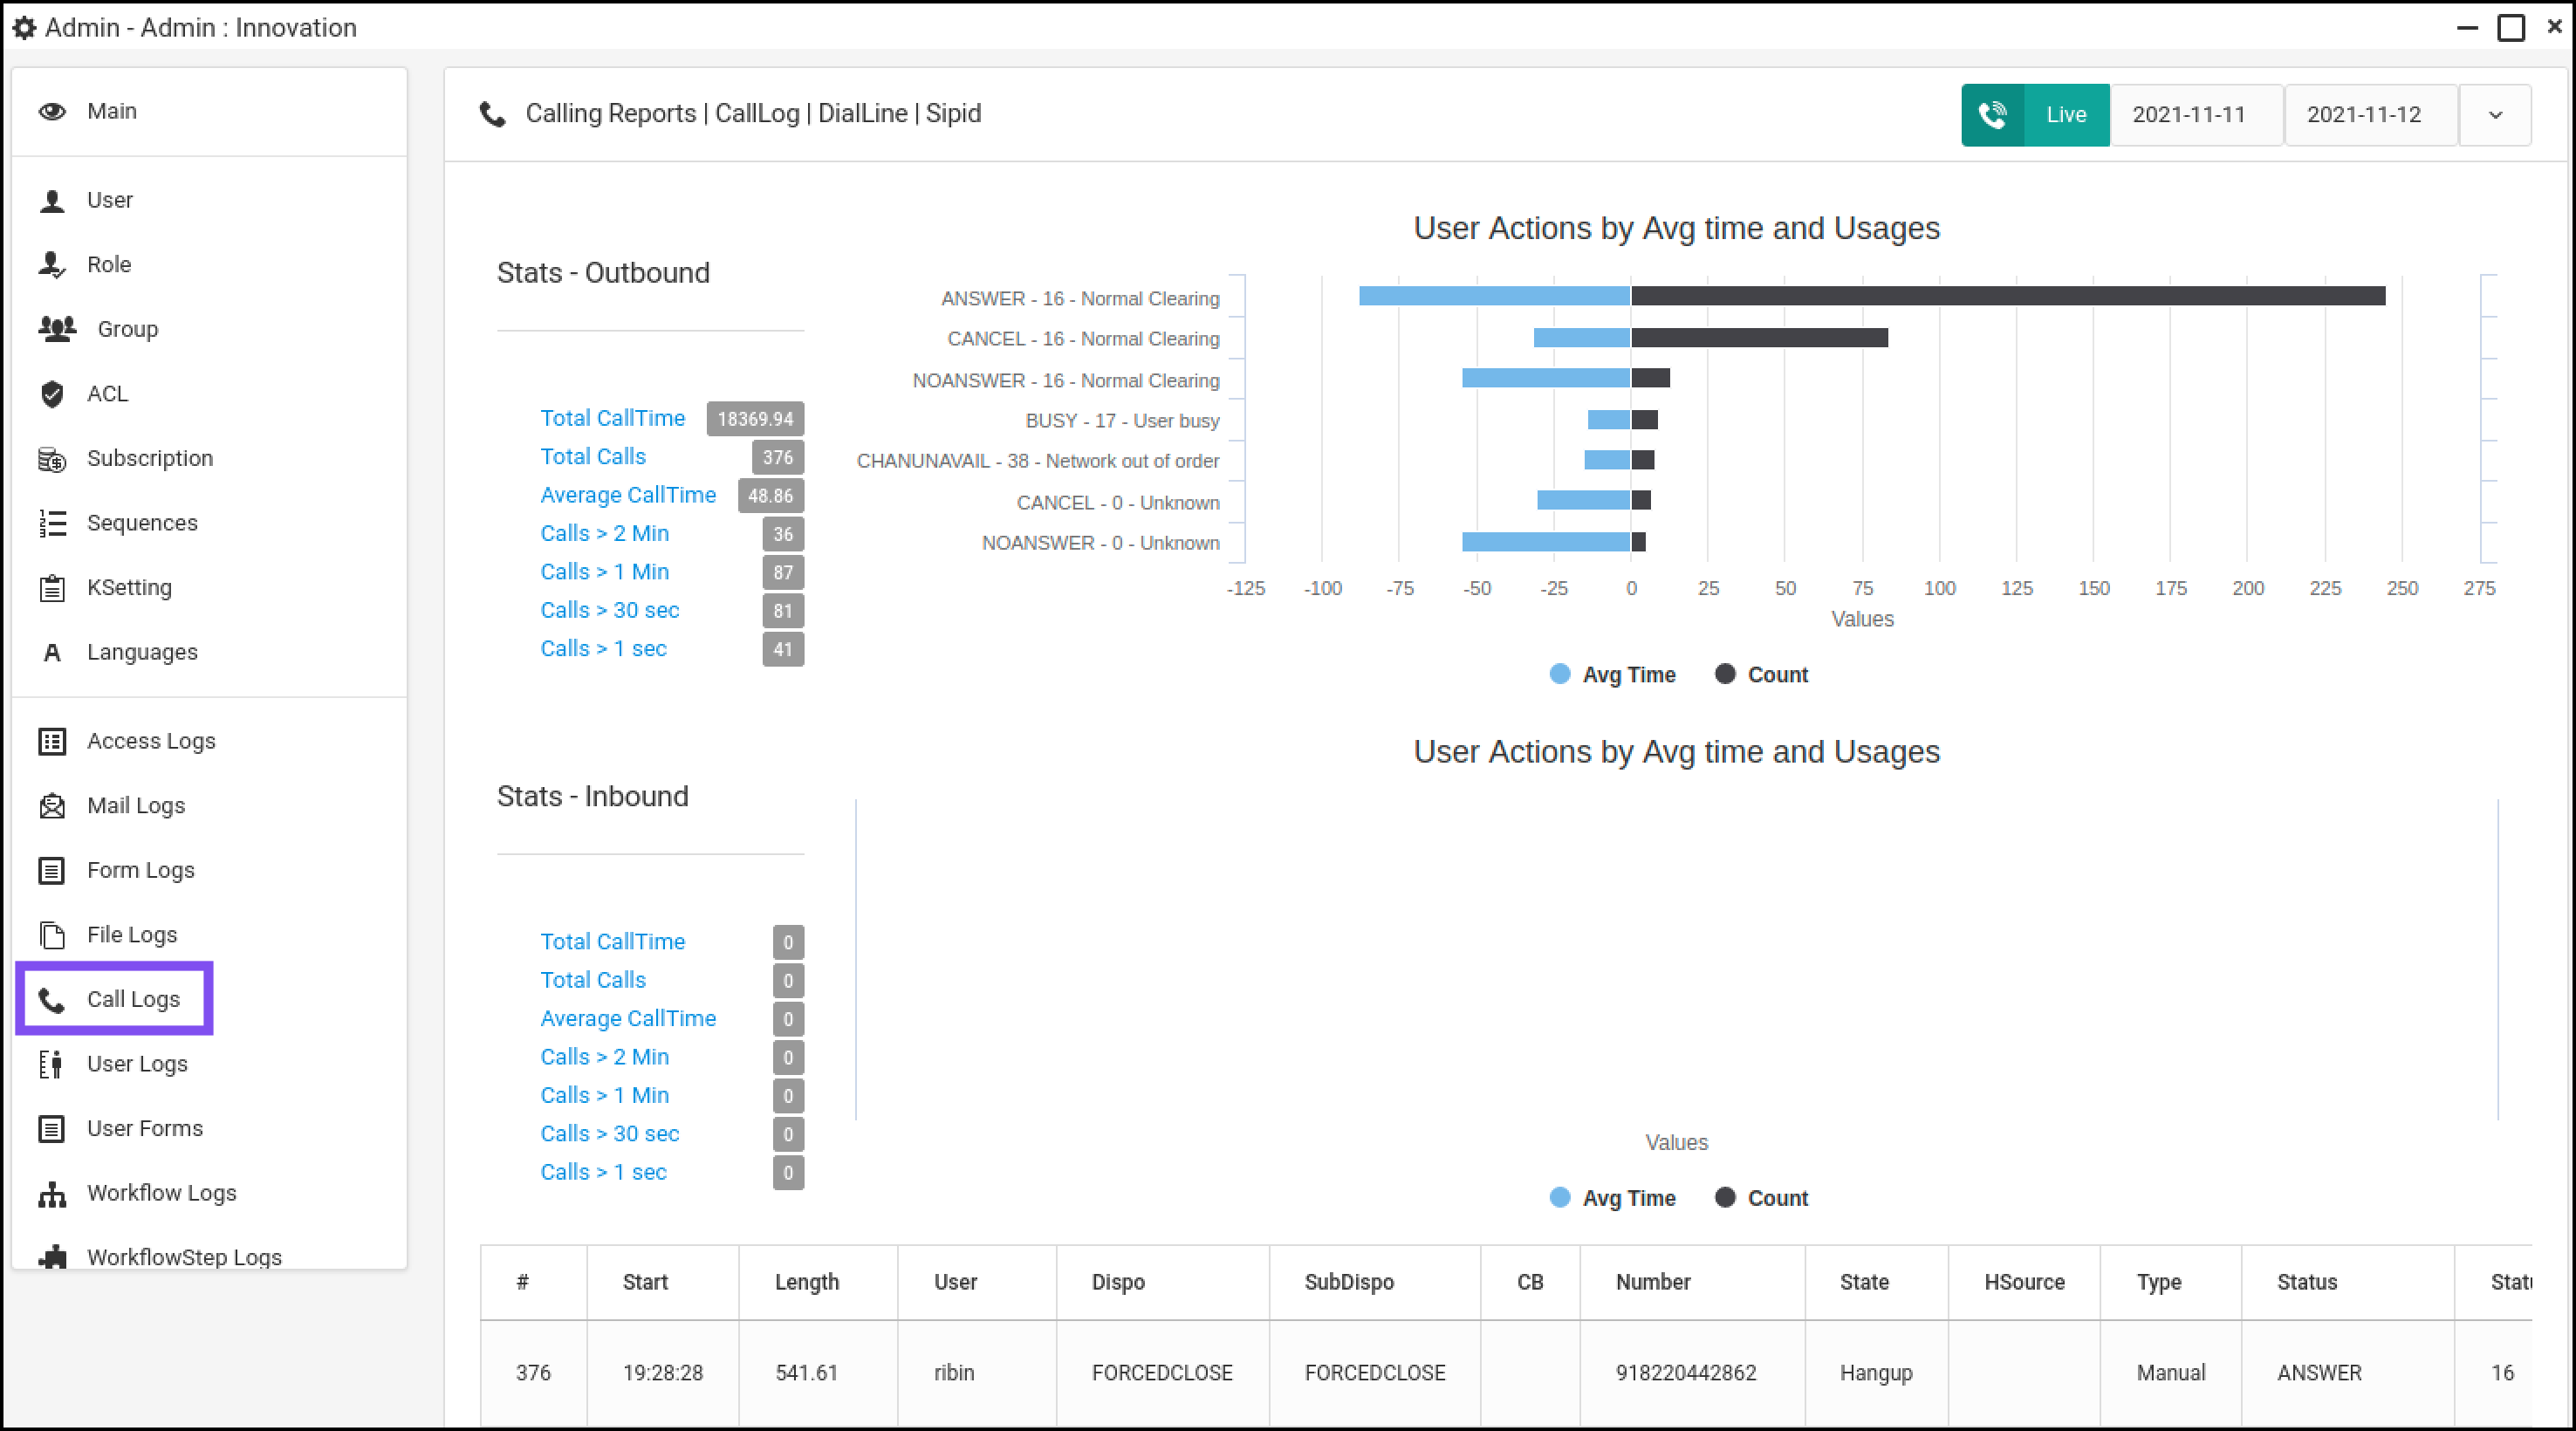 Admin - Admin : Innovation
Main
User
Role
Group
ACL
Subscription
Sequences
KSetting
Languages
Access Logs
Mail Logs
Form Logs
File Logs
Call Logs
User Logs
User Forms
Workflow Logs
WorkflowStep Logs
Calling Reports | CallLog | DialLine | Sipid
Live 2021-11-11 2021-11-12
Stats - Outbound
Total CallTime 18369.94
Total Calls 376
Average CallTime 48.86
Calls > 2 Min 36
Calls > 1 Min 87
Calls > 30 sec 81
Calls > 1 sec 41
User Actions by Avg time and Usages
ANSWER - 16 - Normal Clearing
CANCEL - 16 - Normal Clearing
NOANSWER - 16 - Normal Clearing
BUSY - 17 - User busy
CHANUNAVAIL - 38 - Network out of order
CANCEL - 0 - Unknown
NOANSWER - 0 - Unknown
-125 -100 -75 -50 -25 0 25 50 75 100 125 150 175 200 225 250 275
Values
Avg Time Count
Stats - Inbound
Total CallTime 0
Total Calls 0
Average CallTime 0
Calls > 2 Min 0
Calls > 1 Min 0
Calls > 30 sec 0
Calls > 1 sec 0
User Actions by Avg time and Usages
Values
Avg Time Count
# Start Length User Dispo SubDispo CB Number State HSource Type Status
376 19:28:28 541.61 ribin FORCEDCLOSE FORCEDCLOSE 918220442862 Hangup Manual ANSWER 16